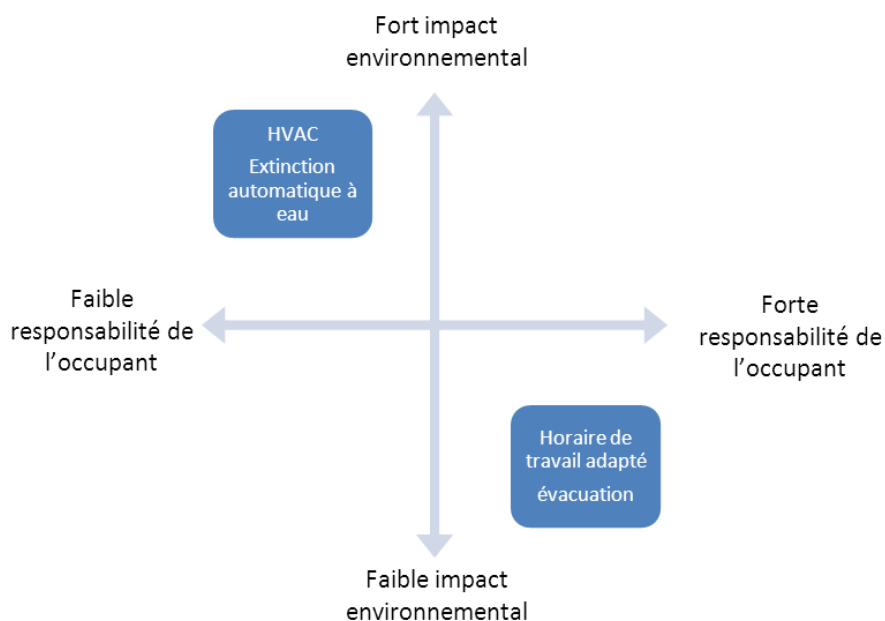 Fort impact
environnemental
HVAC
Extinction
automatique à
eau
Faible
responsabilité de
l'occupant
Forte
responsabilité de
l'occupant
Horaire de
travail adapté
évacuation
Faible impact
environnemental